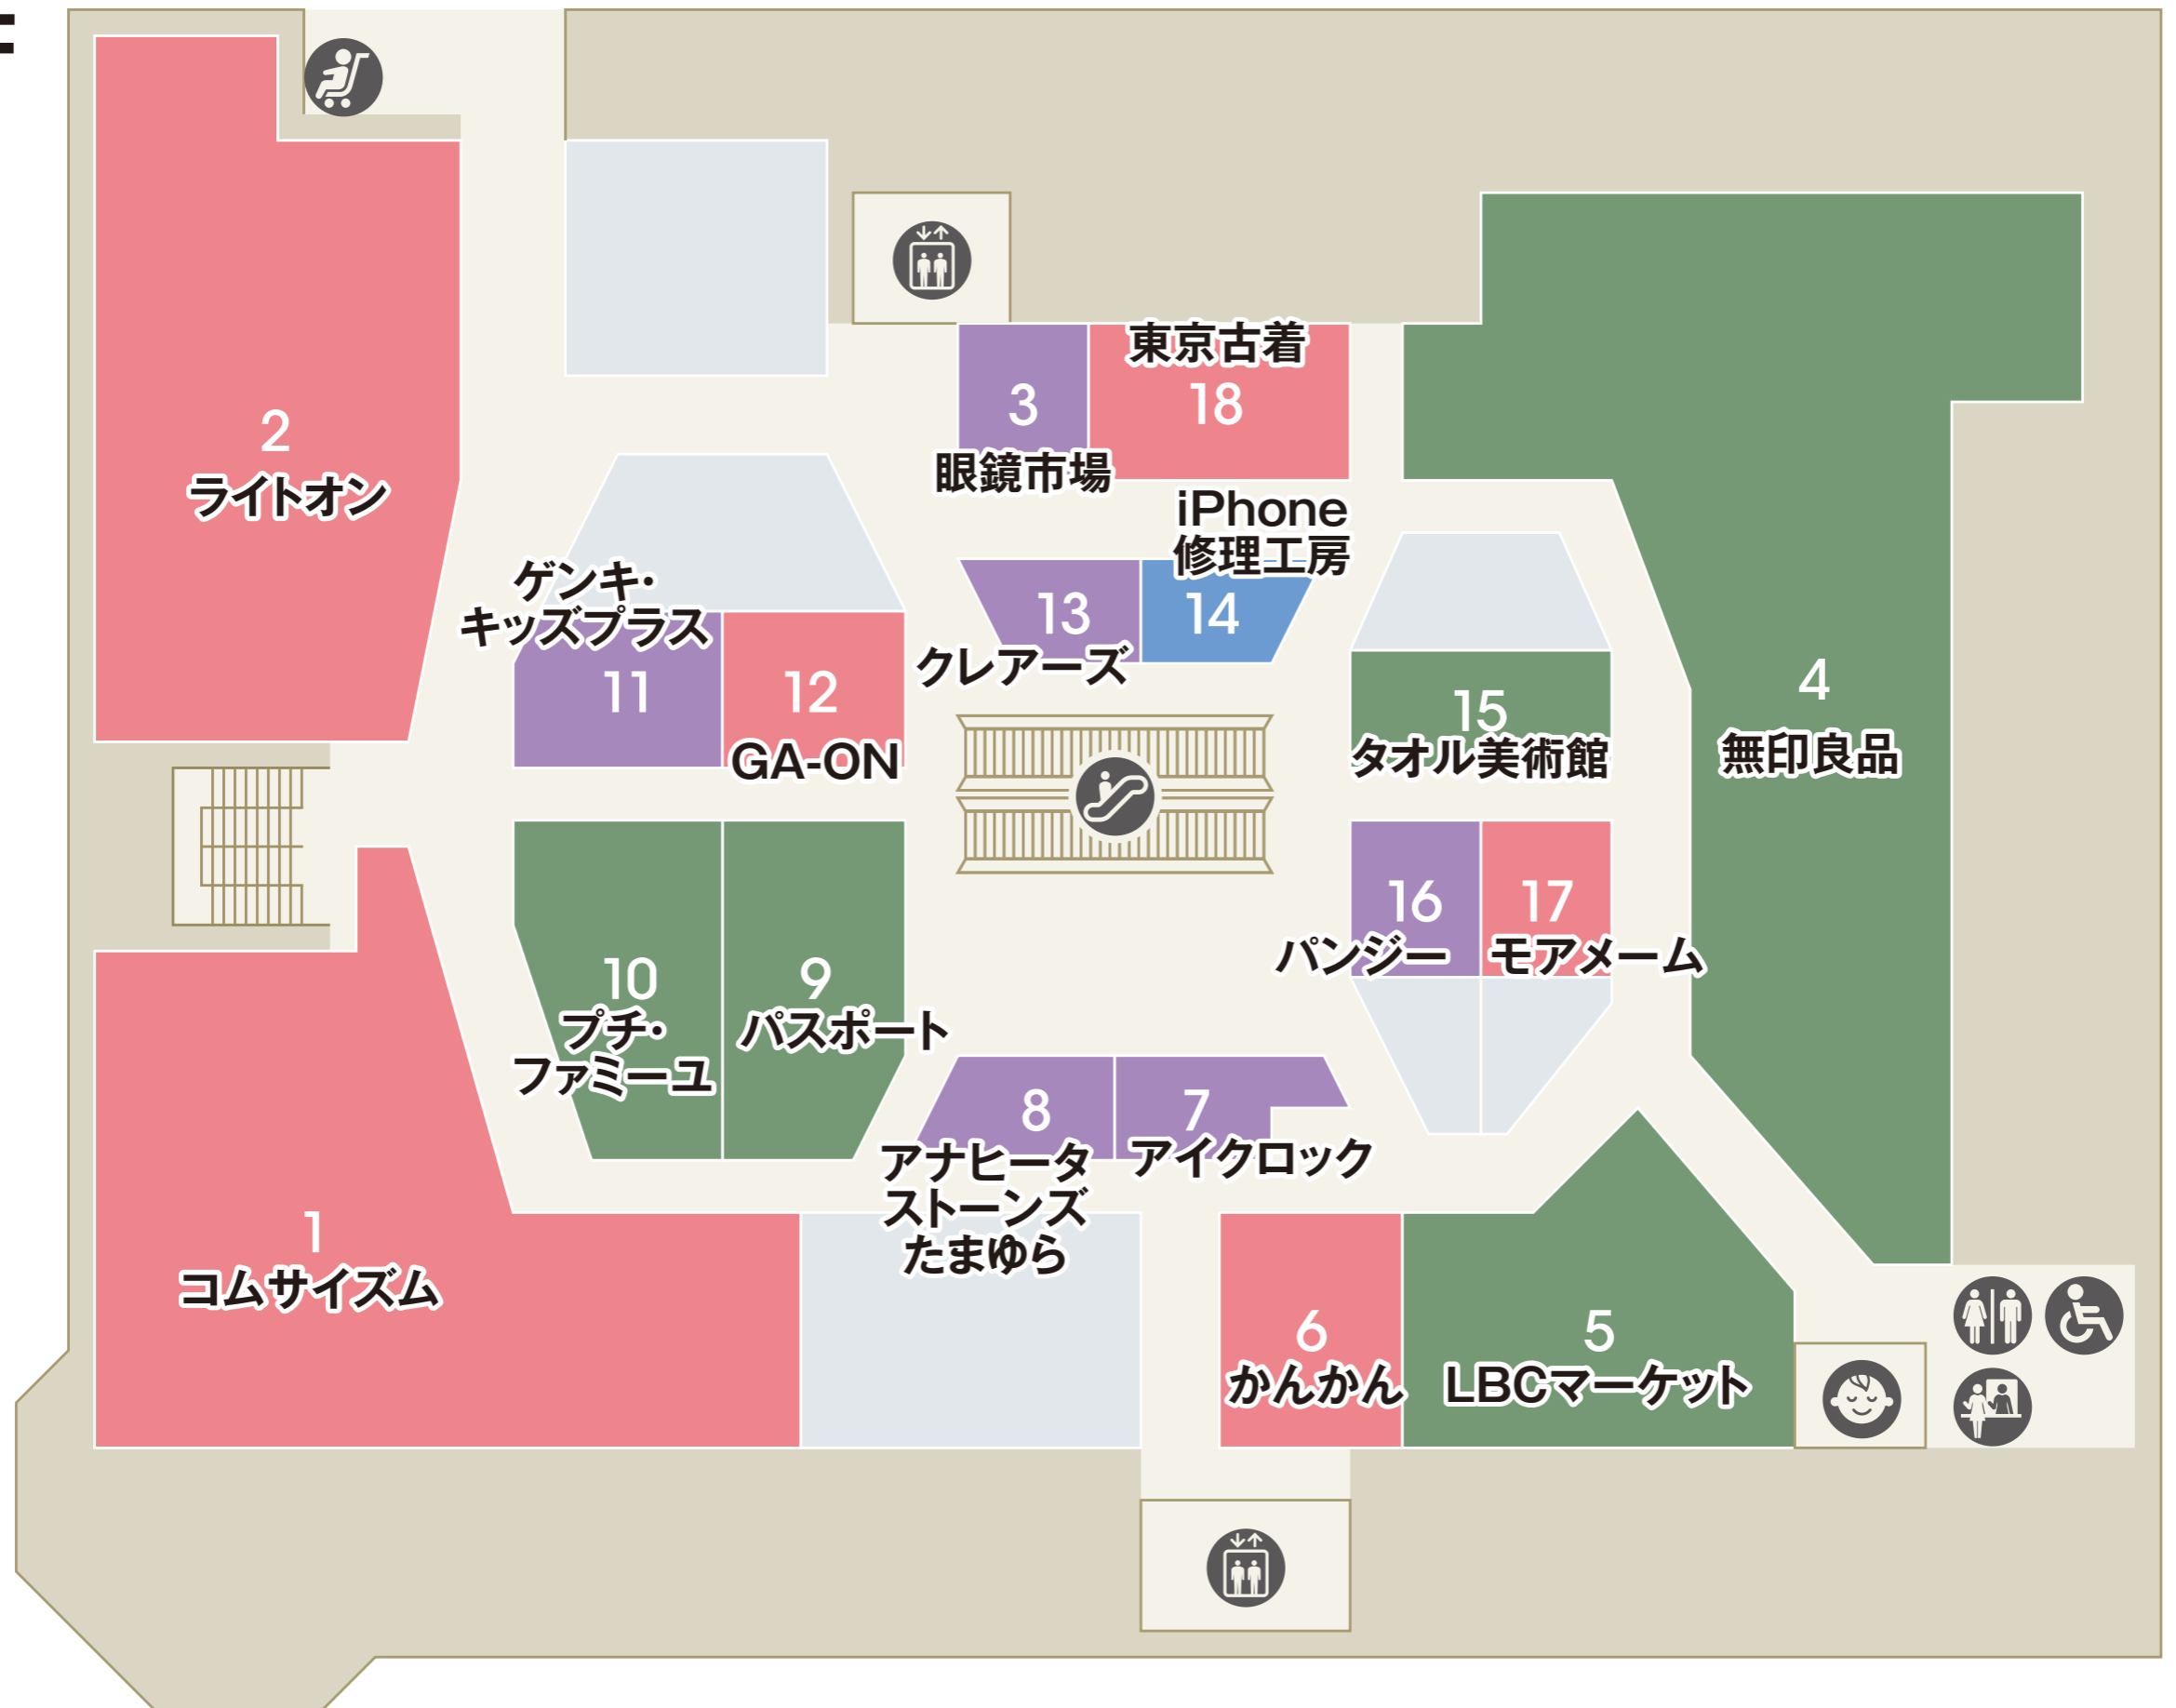 東京古着
18
3
眼鏡市場
2
ライトオン
iPhone
修理工房
14
13
クレアーズ
ゲンキ・
キッズプラス
11
12
GA-ON
15
タオル美術館
4
無印良品
16
パンジー
17
モアメーム
10
プチ・
ファミーユ
9
パスポート
8
アナヒータ
ストーンズ
たまゆら
7
アイクロック
1
コムサイズム
6
かんかん
5
LBCマーケット